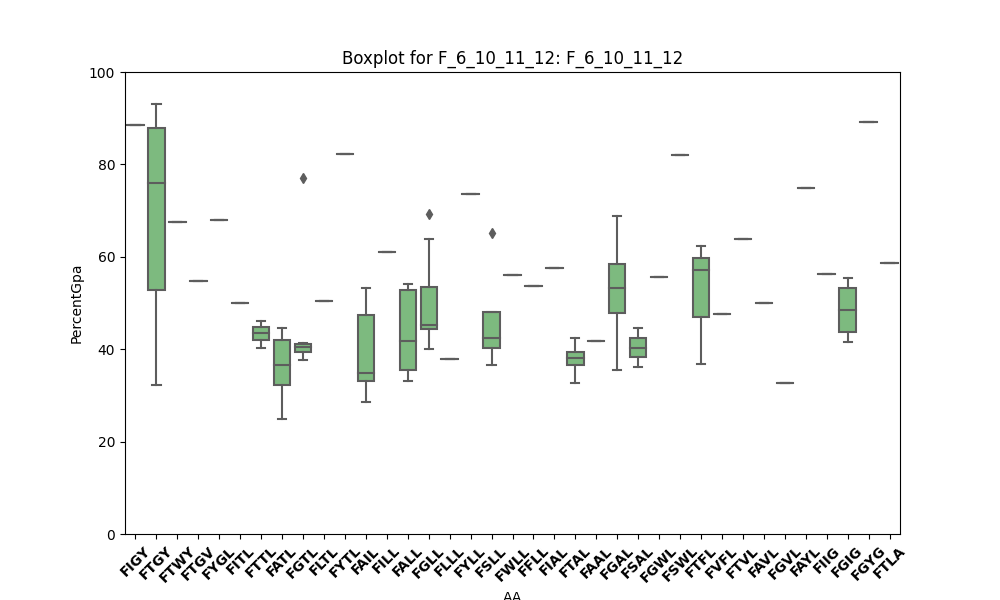 Boxplot for F_6_10_11_12: F_6_10_11_12
PercentGpa
100
80
60
40
20
0
FIGY FTGY FTWY FTGV FYGL FITL FTTL FATL FGTL FLTL FYTL FAIL FILL FALL FGLL FLLL FYLL FSLL FWLL FFLL FIAL FTAL FAAL FGAL FSAL FGWL FSWL FTFL FVFL FTVL FAVL FGVL FAYL FIIG FGIG FGYG FTLA
AA